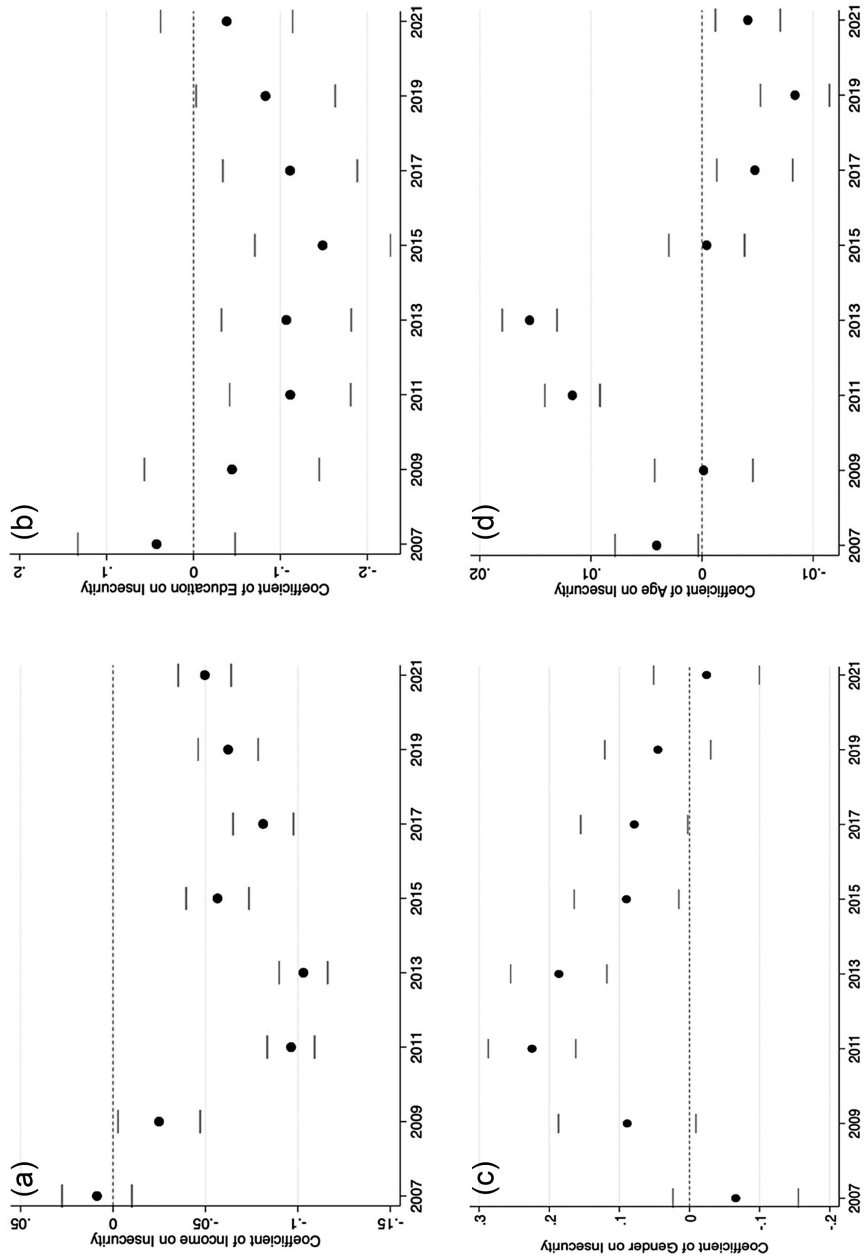 (a)
Coefficient of Income on Insecurity
.05
0
-.05
-.1
-.15
2007 2009 2011 2013 2015 2017 2019 2021
(b)
Coefficient of Education on Insecurity
.2
.1
0
-.1
-.2
2007 2009 2011 2013 2015 2017 2019 2021
(c)
Coefficient of Gender on Insecurity
.3
.2
.1
0
-.1
-.2
2007 2009 2011 2013 2015 2017 2019 2021
(d)
Coefficient of Age on Insecurity
.02
.01
0
-.01
2007 2009 2011 2013 2015 2017 2019 2021